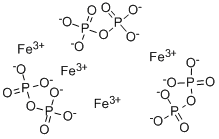 O⁻ O⁻
⁻O P P O⁻
O O O
Fe³⁺ Fe³⁺
Fe³⁺
⁻O O⁻ O⁻
P O⁻ P O
O O⁻ O⁻
Fe³⁺
O P O⁻ O P O⁻
O O